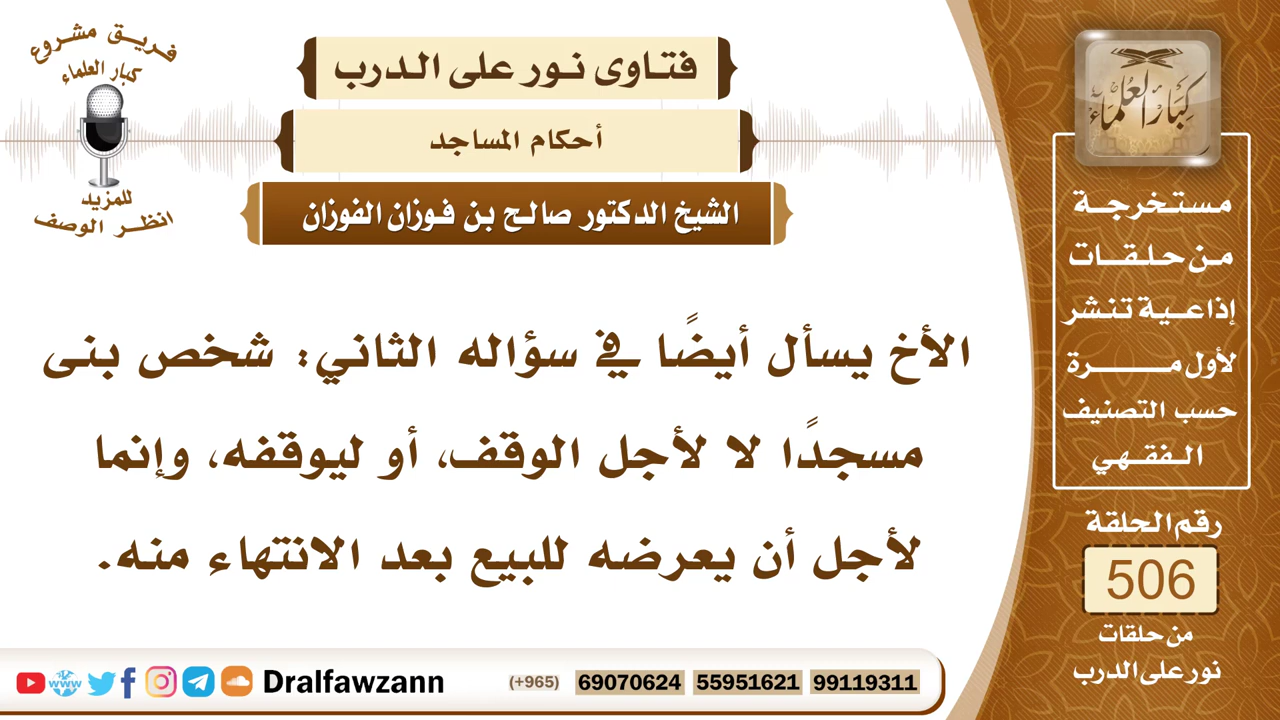 فريق مشروع
كبار العلماء
للمزيد
انظر الوصف
فتاوى نور على الدرب
أحكام المساجد
الشيخ الدكتور صالح بن فوزان الفوزان
الأخ يسأل أيضًا في سؤاله الثاني: شخص بنى
مسجدًا لا لأجل الوقف، أو ليوقفه، وإنما
لأجل أن يعرضه للبيع بعد الانتهاء منه.
كبار العلماء
مستخرجة
من حلقات
إذاعية تنشر
لأول مرة
حسب التصنيف
الفقهي
رقم الحلقة
506
من حلقات
نور على الدرب
www
Dralfawzann
(+965) 69070624 55951621 99119311